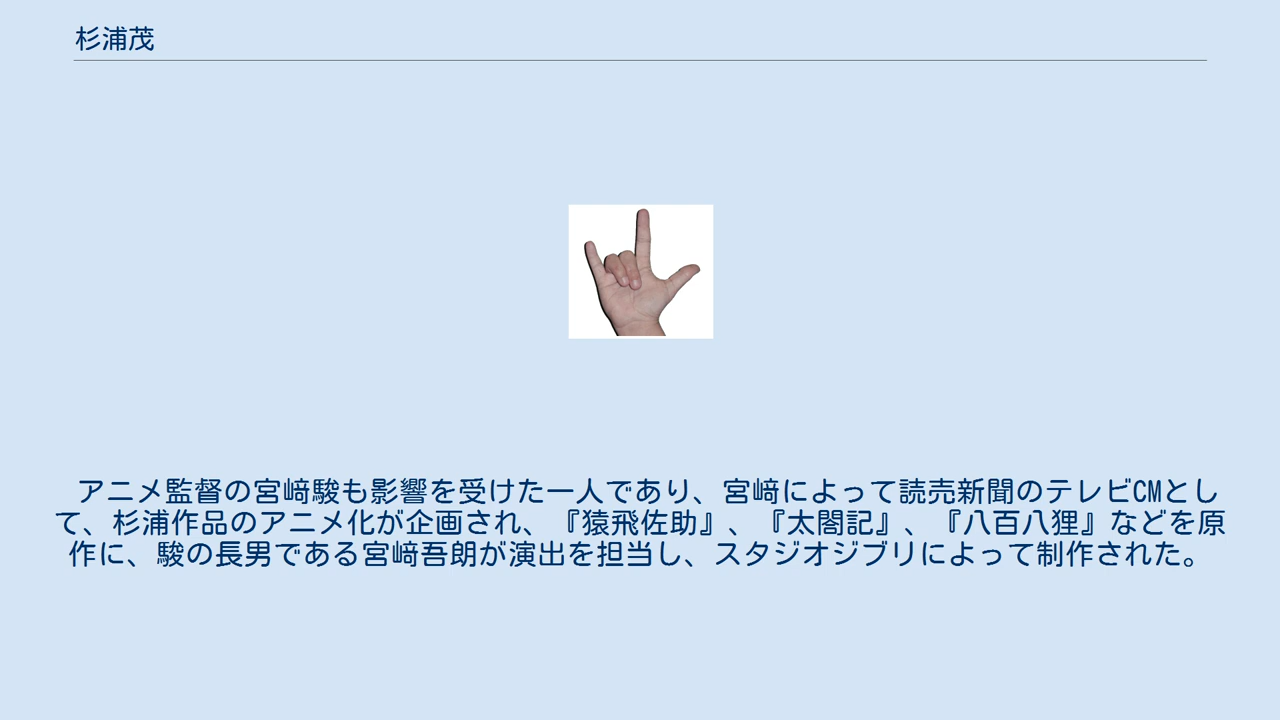 杉浦茂
アニメ監督の宮﨑駿も影響を受けた一人であり、宮﨑によって読売新聞のテレビCMとし
て、杉浦作品のアニメ化が企画され、『猿飛佐助』、『太閤記』、『八百八狸』などを原
作に、駿の長男である宮﨑吾朗が演出を担当し、スタジオジブリによって制作された。